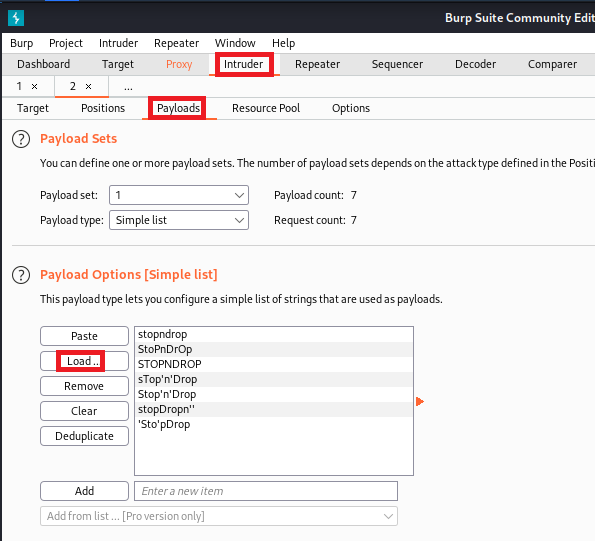 Burp Suite Community Edit
Burp Project Intruder Repeater Window Help
Dashboard Target Proxy Intruder Repeater Sequencer Decoder Comparer
1 × 2 × ...
Target Positions Payloads Resource Pool Options
? Payload Sets
You can define one or more payload sets. The number of payload sets depends on the attack type defined in the Positi
Payload set: 1 Payload count: 7
Payload type: Simple list Request count: 7
? Payload Options [Simple list]
This payload type lets you configure a simple list of strings that are used as payloads.
Paste
Load ..
Remove
Clear
Deduplicate
stopndrop
StoPnDrOp
STOPNDROP
sTop'n'Drop
Stop'n'Drop
stopDropn''
'Sto'pDrop
Add Enter a new item
Add from list ... [Pro version only]